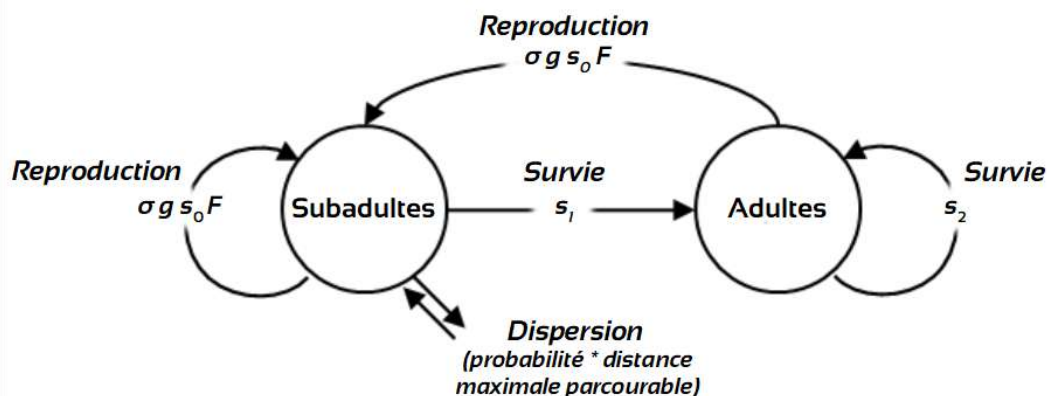 Reproduction
σ g s₀ F
Reproduction
σ g s₀ F
Subadultes
Survie
s₁
Adultes
Survie
s₂
Dispersion
(probabilité * distance
maximale parcourable)